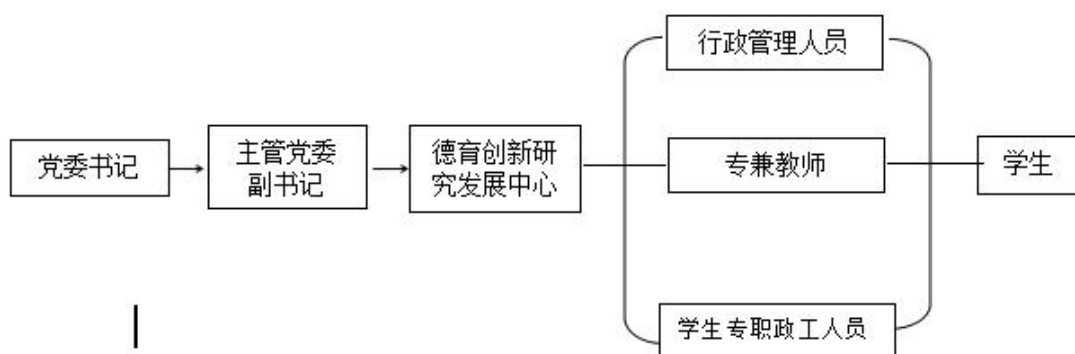 行政管理人员
党委书记
主管党委
副书记
德育创新研
究发展中心
专兼教师
学生
学生专职政工人员